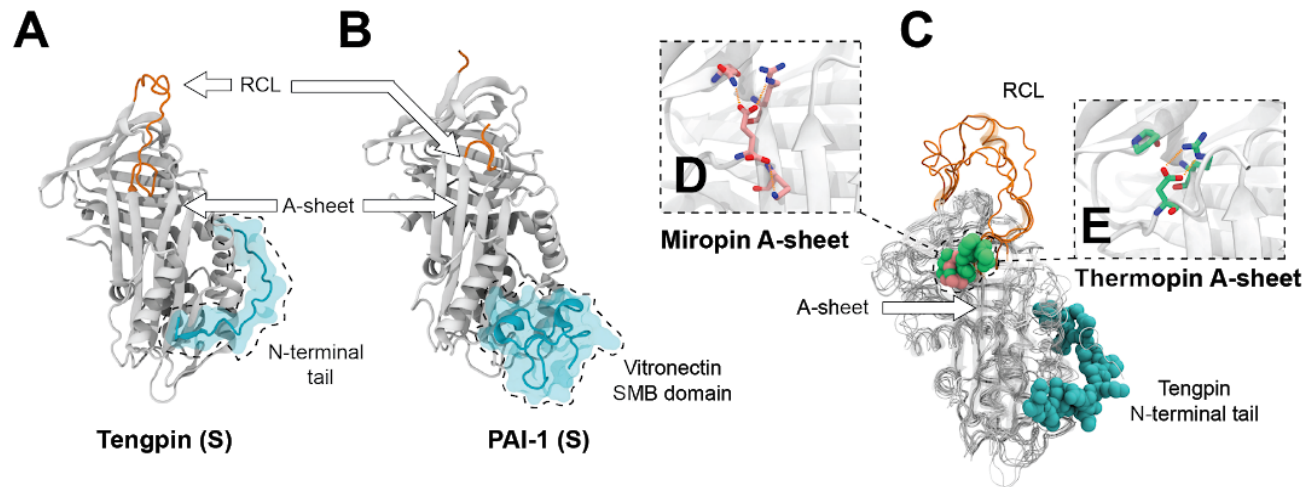 A
B
C
RCL
RCL
D
E
A-sheet
Miropin A-sheet
Thermopin A-sheet
A-sheet
N-terminal
tail
Vitronectin
SMB domain
Tengpin
N-terminal tail
Tengpin (S)
PAI-1 (S)